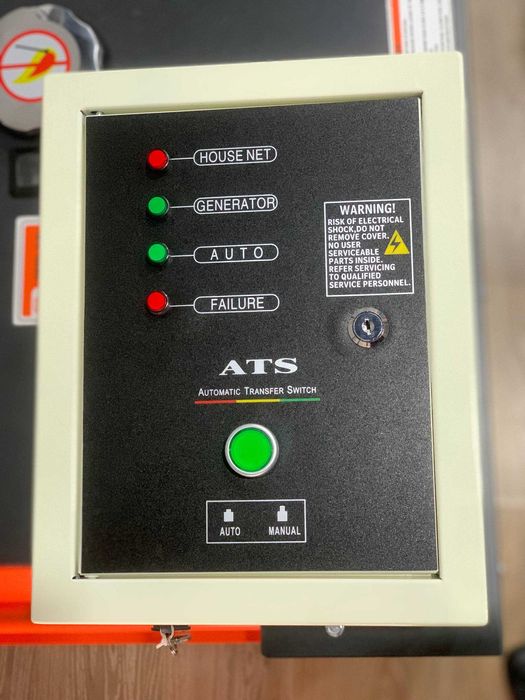 HOUSE NET
GENERATOR
AUTO
FAILURE
WARNING!
RISK OF ELECTRICAL
SHOCK,DO NOT
REMOVE COVER.
NO USER
SERVICEABLE
PARTS INSIDE.
REFER SERVICING
TO QUALIFIED
SERVICE PERSONNEL.
ATS
AUTOMATIC TRANSFER SWITCH
AUTO
MANUAL